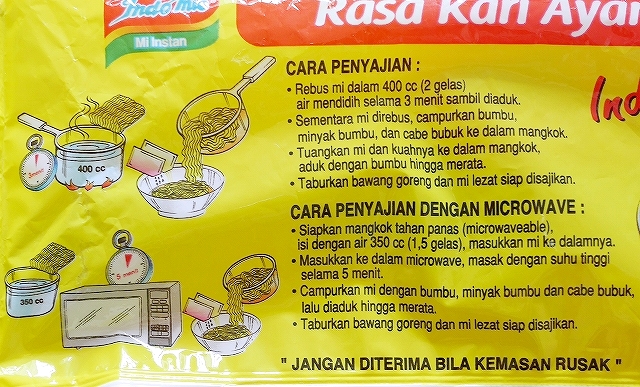 Indomie
Mi Instan
Rasa Kari Ayam
CARA PENYAJIAN :
• Rebus mi dalam 400 cc (2 gelas)
air mendidih selama 3 menit sambil diaduk.
• Sementara mi direbus, campurkan bumbu,
minyak bumbu, dan cabe bubuk ke dalam mangkok.
• Tuangkan mi dan kuahnya ke dalam mangkok,
aduk dengan bumbu hingga merata.
• Taburkan bawang goreng dan mi lezat siap disajikan.
3 menit
400 cc
CARA PENYAJIAN DENGAN MICROWAVE :
• Siapkan mangkok tahan panas (microwaveable),
isi dengan air 350 cc (1,5 gelas), masukkan mi ke dalamnya.
• Masukkan ke dalam microwave, masak dengan suhu tinggi
selama 5 menit.
• Campurkan mi dengan bumbu, minyak bumbu dan cabe bubuk,
lalu diaduk hingga merata.
• Taburkan bawang goreng dan mi lezat siap disajikan.
5 menit
350 cc
" JANGAN DITERIMA BILA KEMASAN RUSAK "
Ind